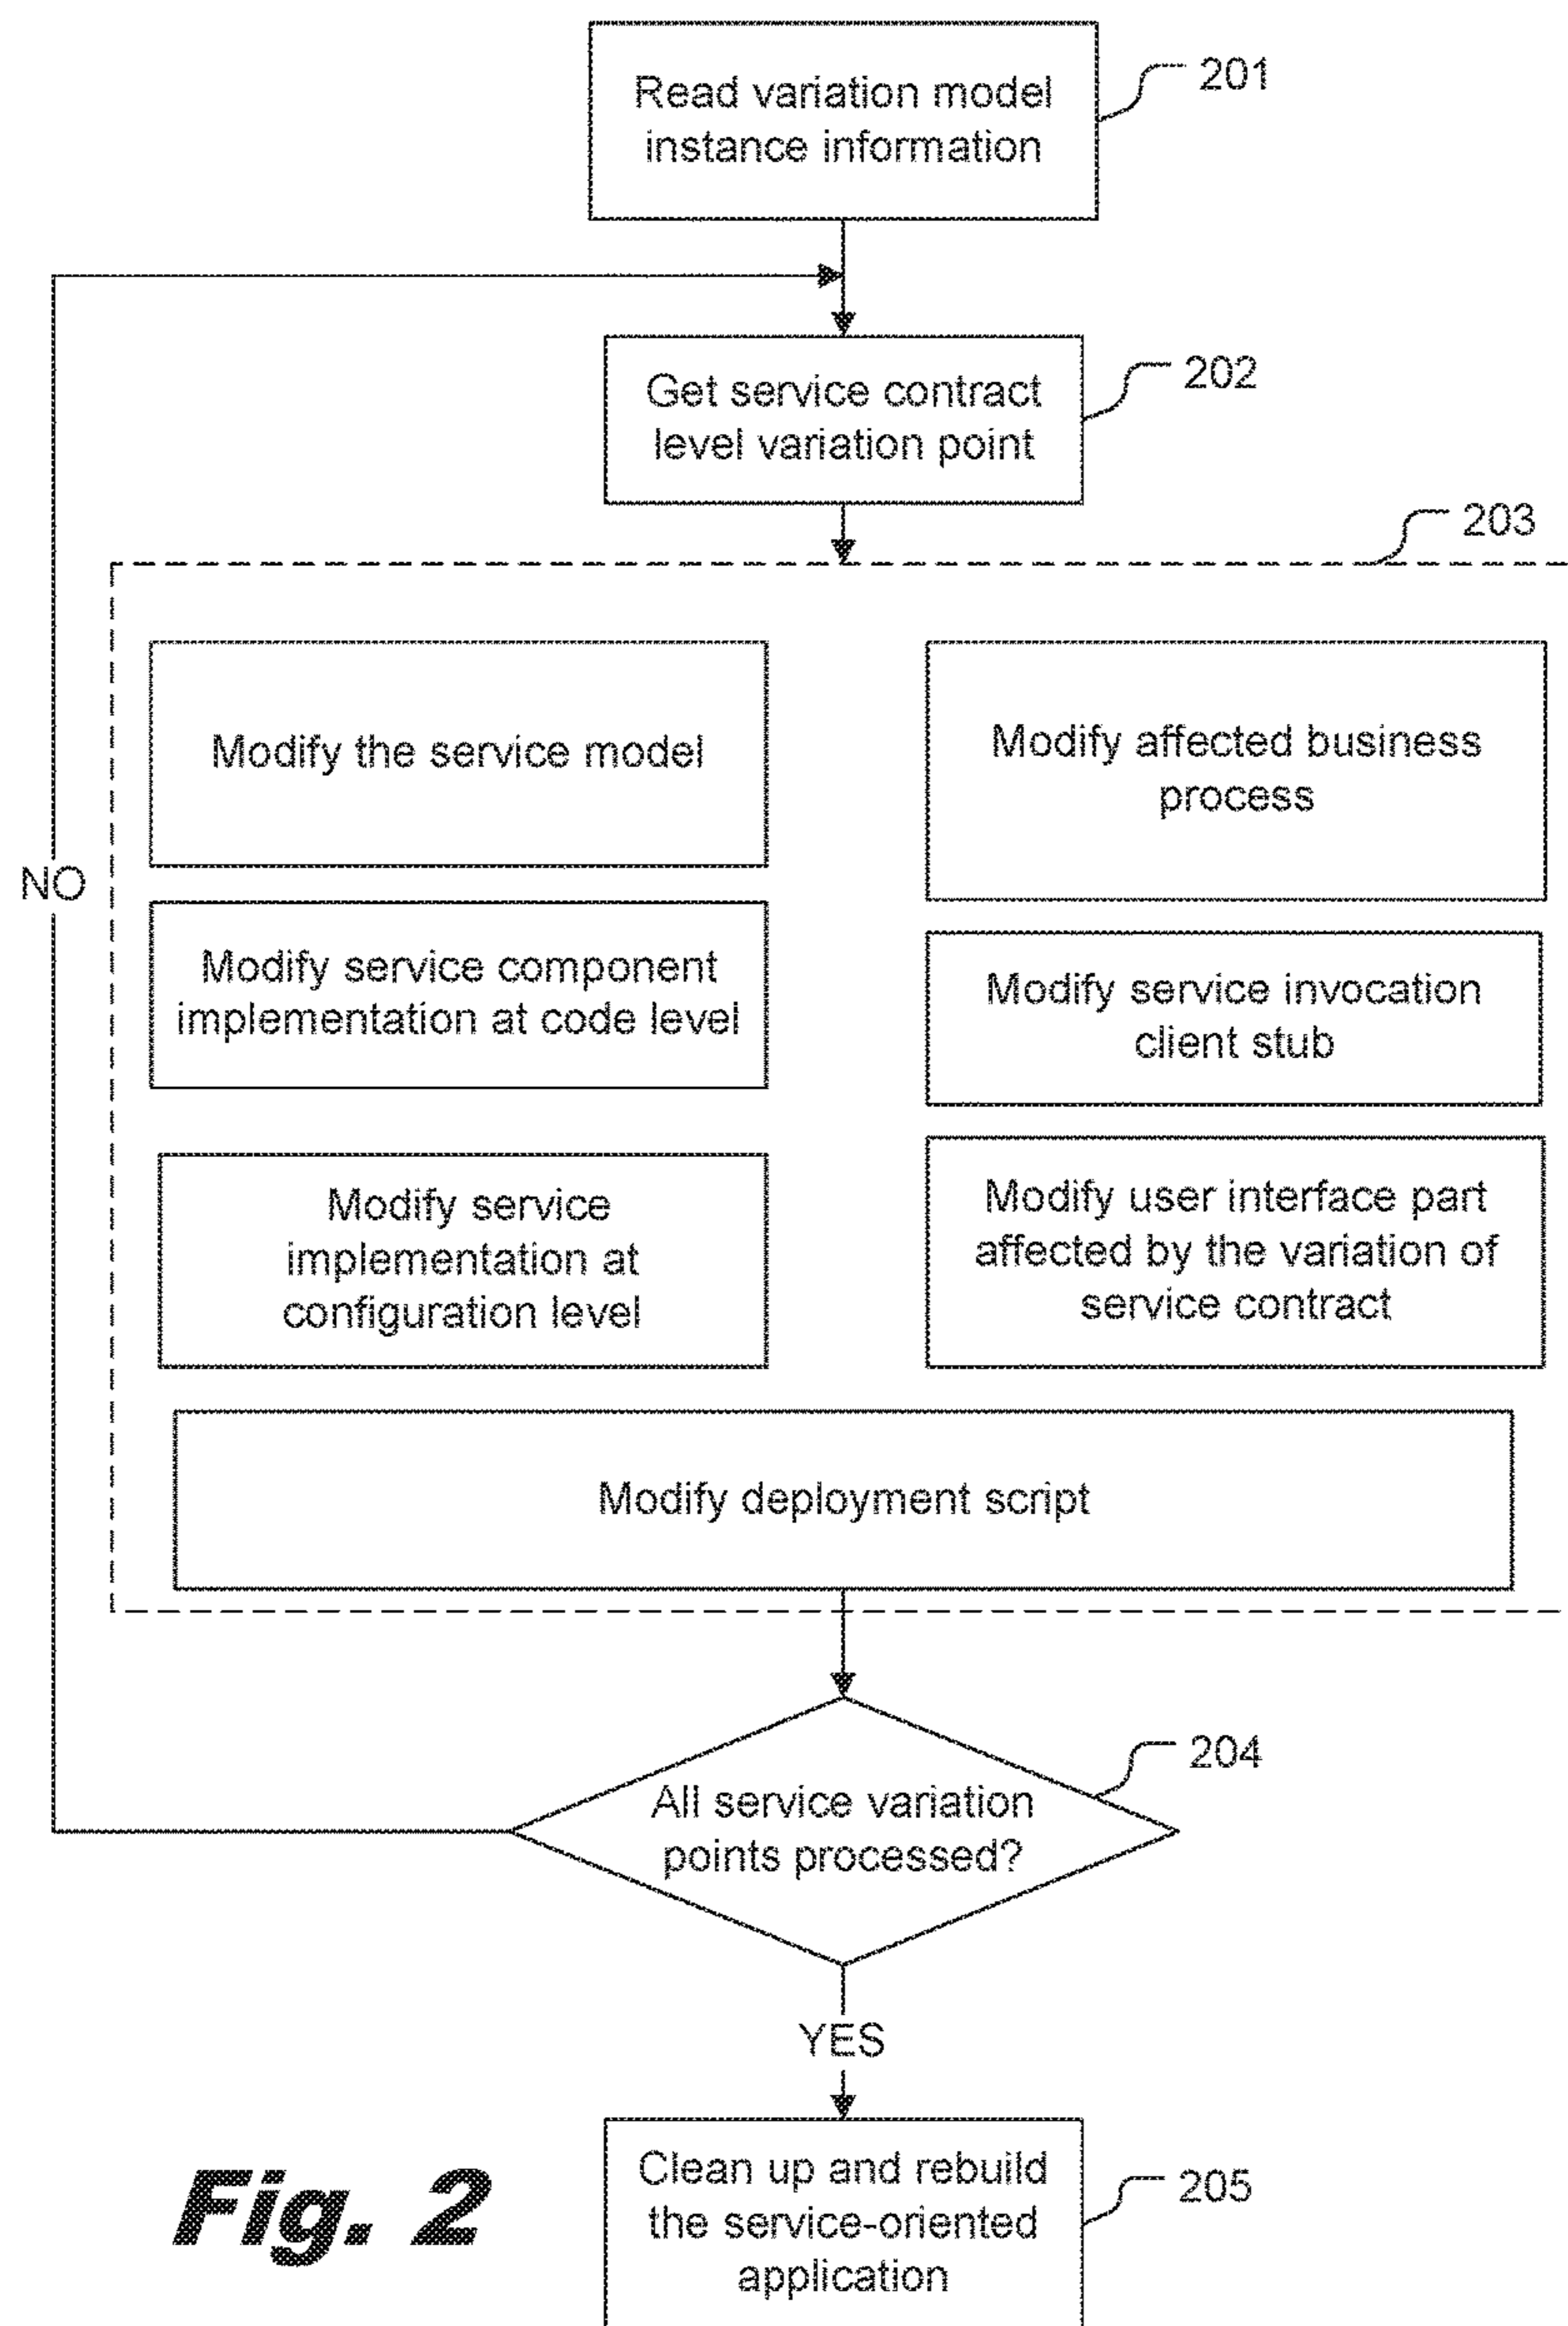 Read variation model
instance information
201
Get service contract
level variation point
202
203
Modify the service model
Modify affected business
process
NO
Modify service component
implementation at code level
Modify service invocation
client stub
Modify service
implementation at
configuration level
Modify user interface part
affected by the variation of
service contract
Modify deployment script
204
All service variation
points processed?
YES
Clean up and rebuild
the service-oriented
application
205
Fig. 2